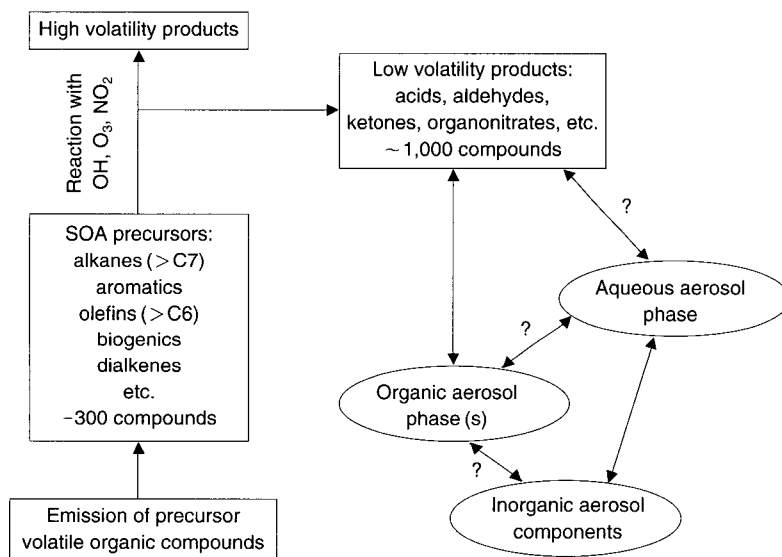 High volatility products
Reaction with
OH, O₃, NO₂
Low volatility products:
acids, aldehydes,
ketones, organonitrates, etc.
~1,000 compounds
SOA precursors:
alkanes (>C7)
aromatics
olefins (>C6)
biogenics
dialkenes
etc.
~300 compounds
?
Aqueous aerosol
phase
?
Organic aerosol
phase (s)
?
Inorganic aerosol
components
Emission of precursor
volatile organic compounds